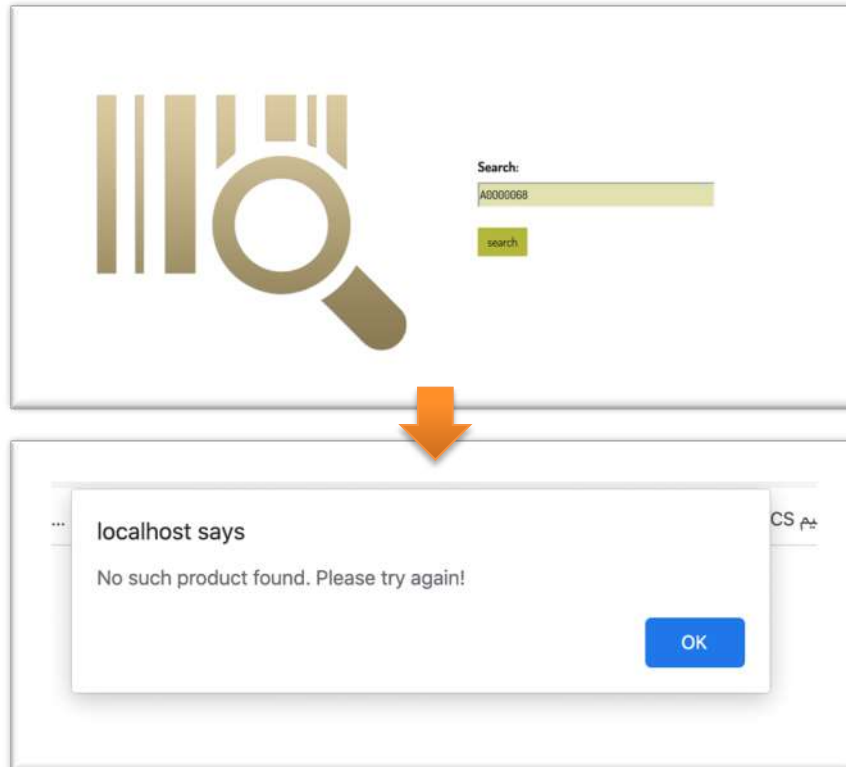 Search:
A0000068
search
... CS يم
localhost says
No such product found. Please try again!
OK